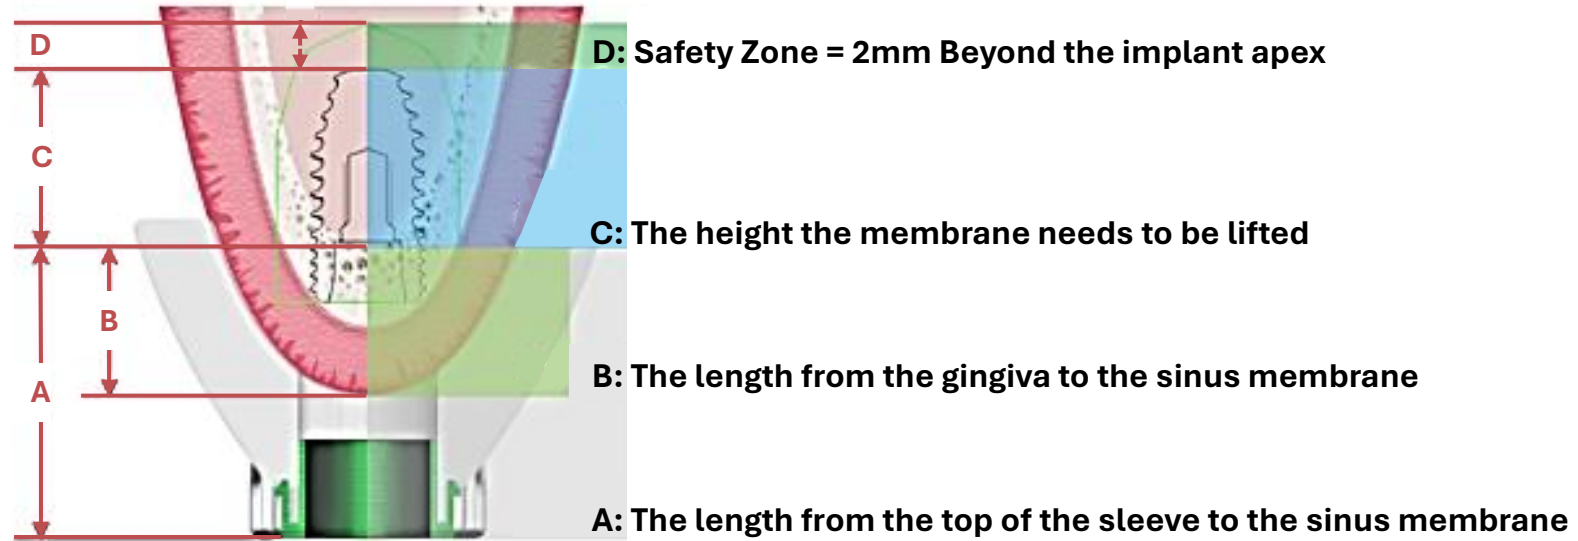 D
D: Safety Zone = 2mm Beyond the implant apex
C
C: The height the membrane needs to be lifted
B
B: The length from the gingiva to the sinus membrane
A
A: The length from the top of the sleeve to the sinus membrane